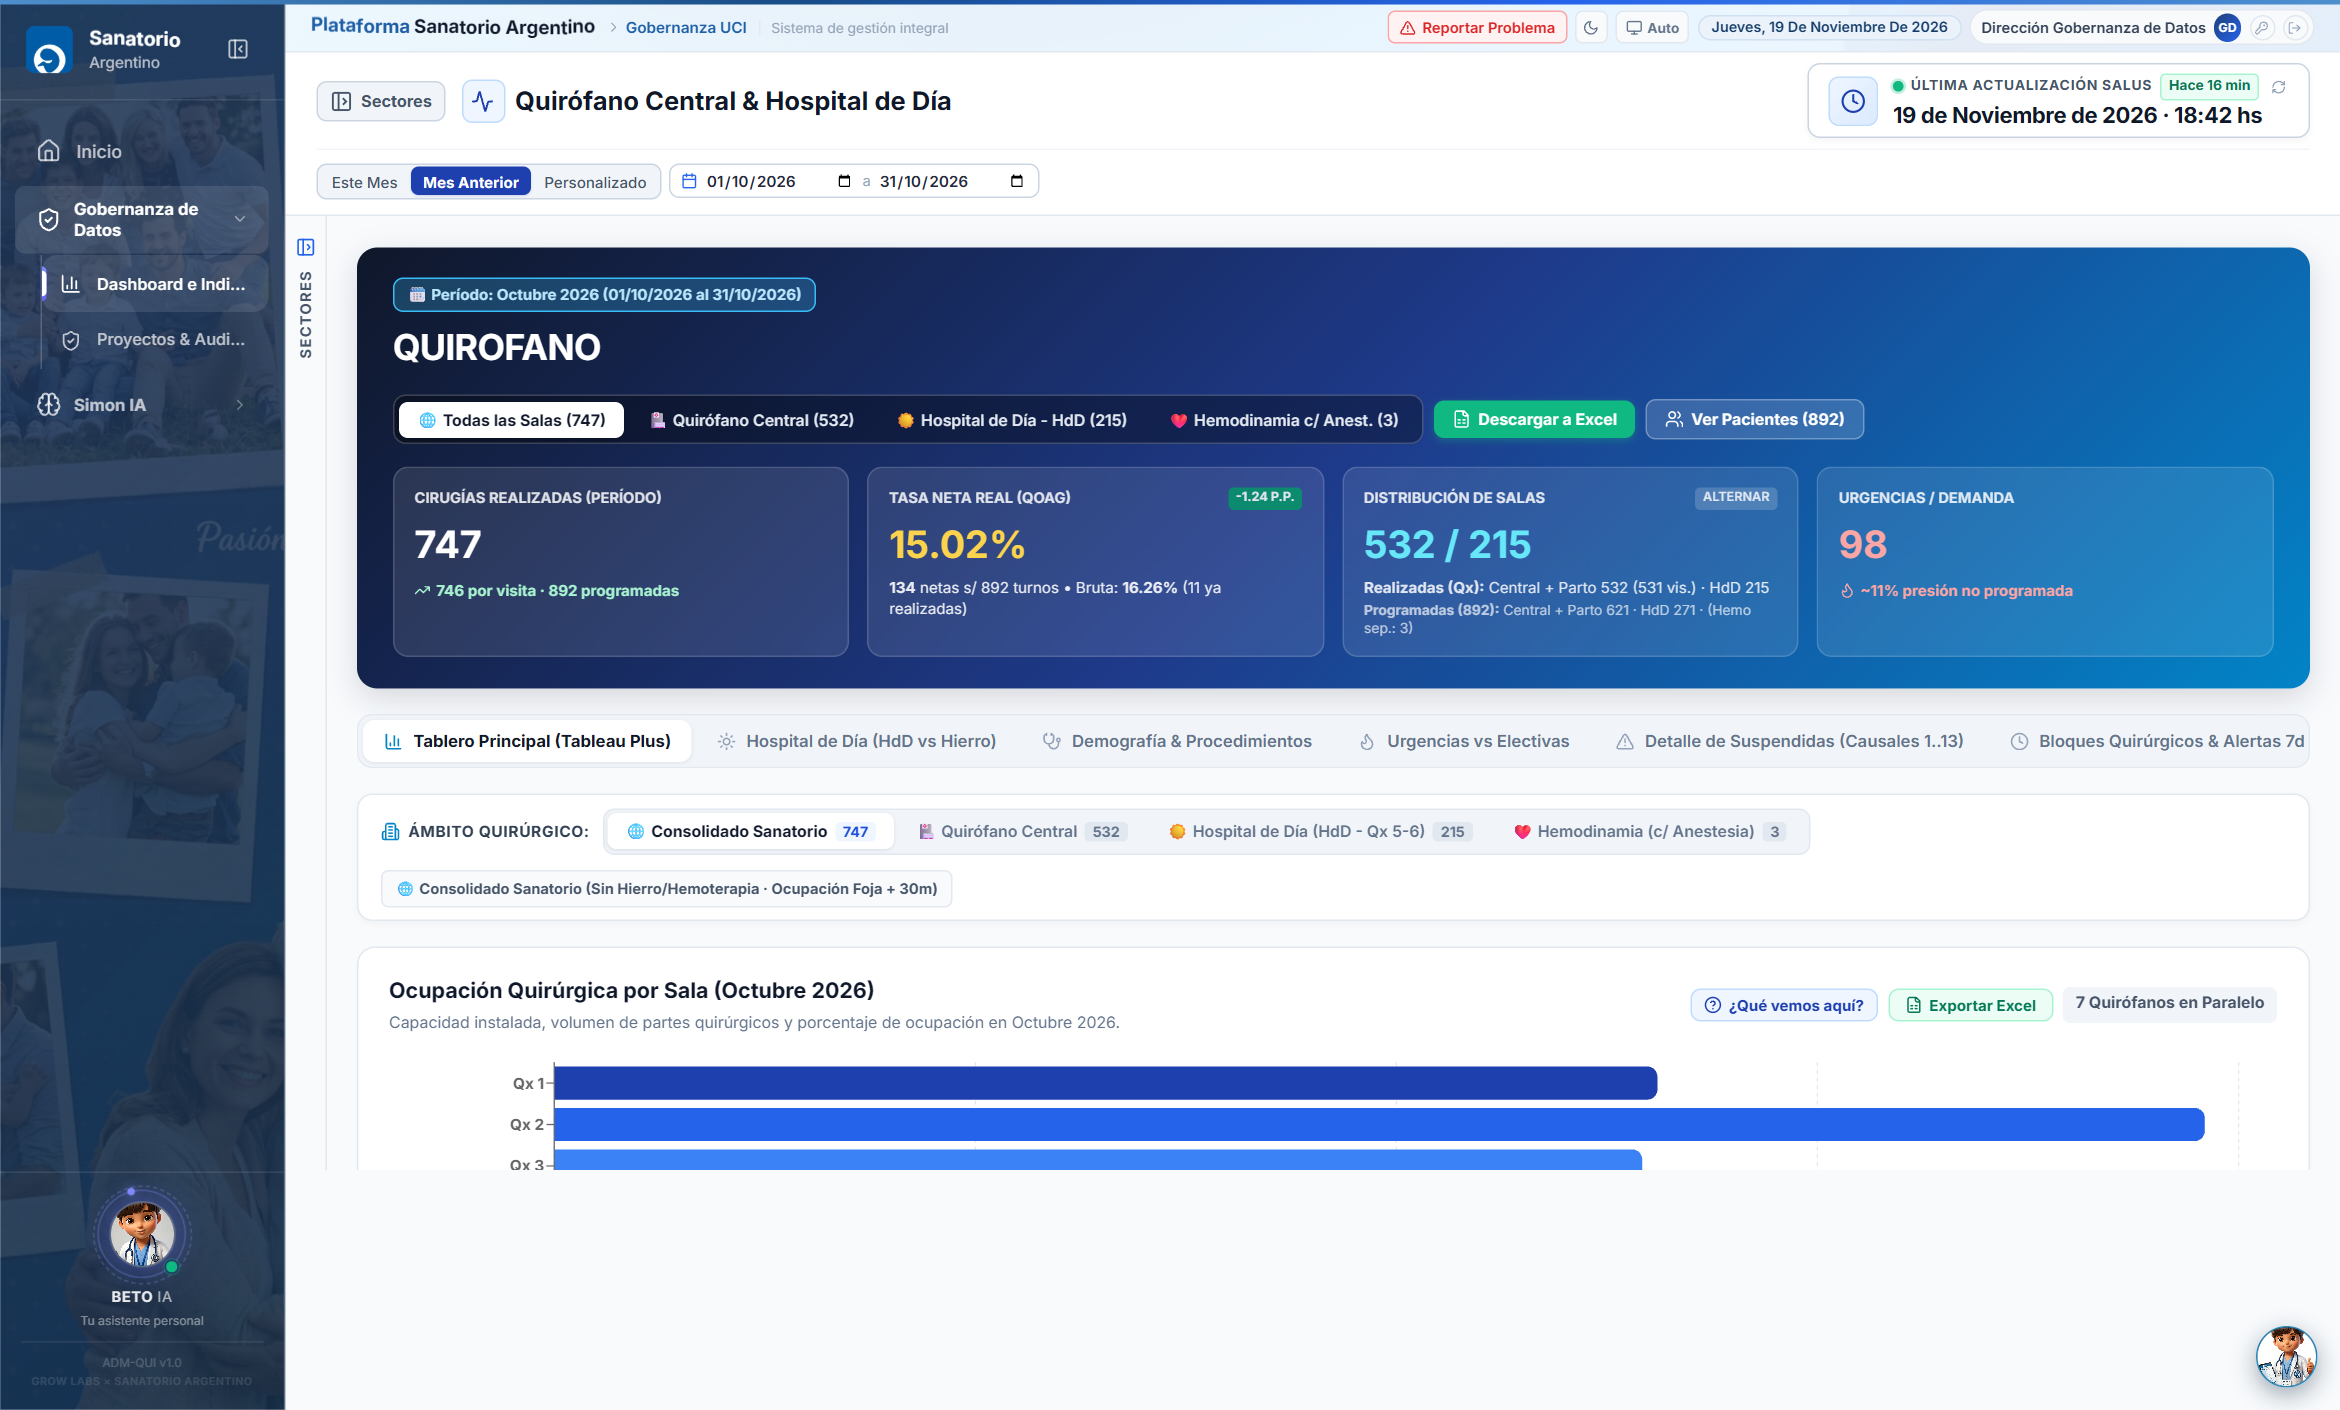 Sanatorio
Argentino
Inicio
Gobernanza de
Datos
Dashboard e Indi...
Proyectos & Audi...
Simon IA
Pasión
BETO IA
Tu asistente personal
ADM-QUI v1.0
GROW LABS × SANATORIO ARGENTINO
Plataforma Sanatorio Argentino > Gobernanza UCI Sistema de gestión integral
Reportar Problema
Auto
Jueves, 19 De Noviembre De 2026
Dirección Gobernanza de Datos GD
Sectores
Quirófano Central & Hospital de Día
ÚLTIMA ACTUALIZACIÓN SALUS Hace 16 min
19 de Noviembre de 2026 · 18:42 hs
Este Mes Mes Anterior Personalizado
01/10/2026 a 31/10/2026
SECTORES
Período: Octubre 2026 (01/10/2026 al 31/10/2026)
QUIROFANO
Todas las Salas (747) Quirófano Central (532) Hospital de Día - HdD (215) Hemodinamia c/ Anest. (3) Descargar a Excel Ver Pacientes (892)
CIRUGÍAS REALIZADAS (PERÍODO)
747
746 por visita · 892 programadas
TASA NETA REAL (QOAG) -1.24 P.P.
15.02%
134 netas s/ 892 turnos • Bruta: 16.26% (11 ya
realizadas)
DISTRIBUCIÓN DE SALAS ALTERNAR
532 / 215
Realizadas (Qx): Central + Parto 532 (531 vis.) · HdD 215
Programadas (892): Central + Parto 621 · HdD 271 · (Hemo
sep.: 3)
URGENCIAS / DEMANDA
98
~11% presión no programada
Tablero Principal (Tableau Plus) Hospital de Día (HdD vs Hierro) Demografía & Procedimientos Urgencias vs Electivas Detalle de Suspendidas (Causales 1..13) Bloques Quirúrgicos & Alertas 7d
ÁMBITO QUIRÚRGICO: Consolidado Sanatorio 747 Quirófano Central 532 Hospital de Día (HdD - Qx 5-6) 215 Hemodinamia (c/ Anestesia) 3
Consolidado Sanatorio (Sin Hierro/Hemoterapia · Ocupación Foja + 30m)
Ocupación Quirúrgica por Sala (Octubre 2026)
Capacidad instalada, volumen de partes quirúrgicos y porcentaje de ocupación en Octubre 2026.
¿Qué vemos aquí? Exportar Excel 7 Quirófanos en Paralelo
Qx 1
Qx 2
Qx 3